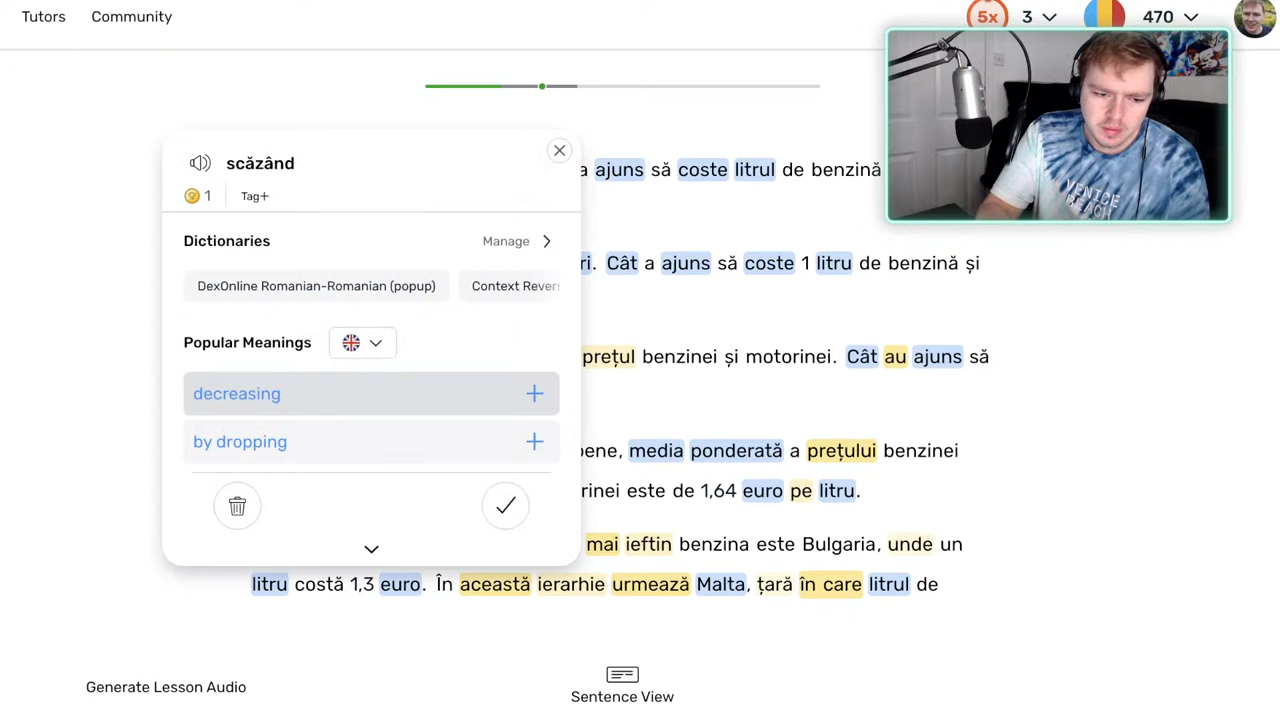 Tutors Community 5x 3 470
scăzând
1 Tag+
Dictionaries Manage
DexOnline Romanian-Romanian (popup) Context Revers
Popular Meanings
decreasing
by dropping
a ajuns să coste litrul de benzină
ri. Cât a ajuns să coste 1 litru de benzină și
prețul benzinei și motorinei. Cât au ajuns să
pene, media ponderată a prețului benzinei
rinei este de 1,64 euro pe litru.
mai ieftin benzina este Bulgaria, unde un
litru costă 1,3 euro. În această ierarhie urmează Malta, țară în care litrul de
Generate Lesson Audio
Sentence View
VENICE
BEACH